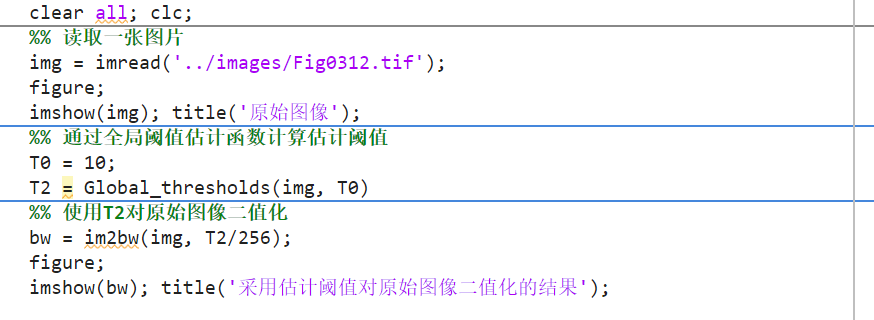 clear all; clc;
%% 读取一张图片
img = imread('../images/Fig0312.tif');
figure;
imshow(img); title('原始图像');
%% 通过全局阈值估计函数计算估计阈值
T0 = 10;
T2 = Global_thresholds(img, T0)
%% 使用T2对原始图像二值化
bw = im2bw(img, T2/256);
figure;
imshow(bw); title('采用估计阈值对原始图像二值化的结果');